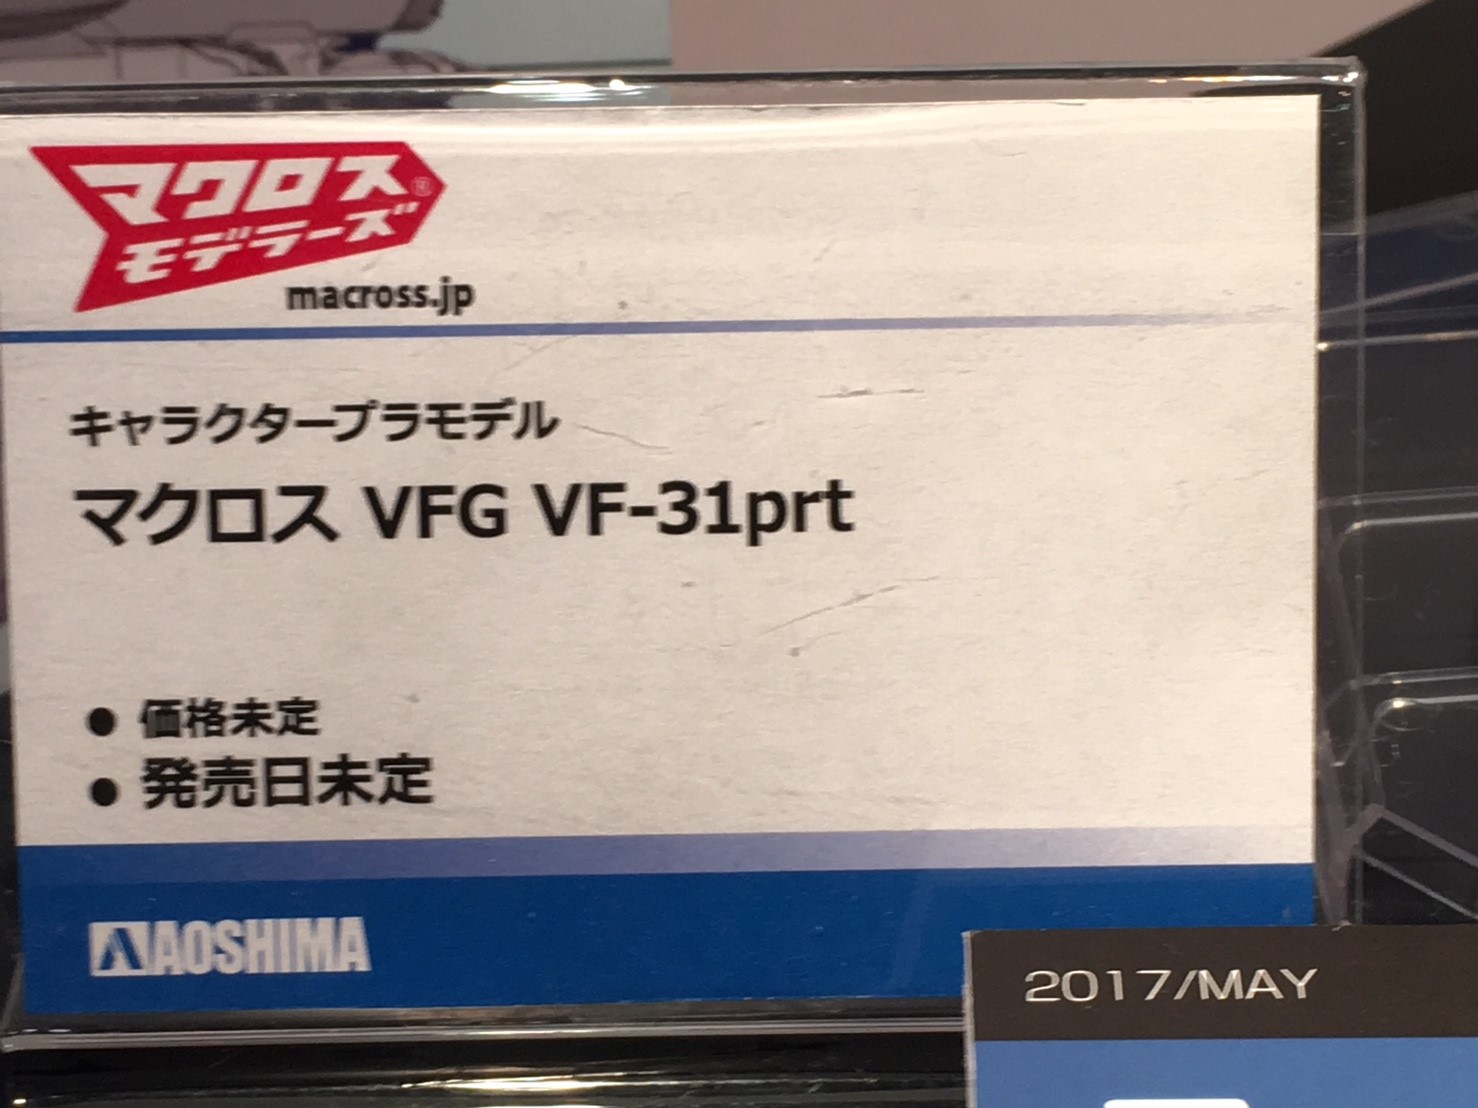 マクロス®
モデラーズ
macross.jp
キャラクタープラモデル
マクロス VFG VF-31prt
● 価格未定
● 発売日未定
AOSHIMA
2017/MAY